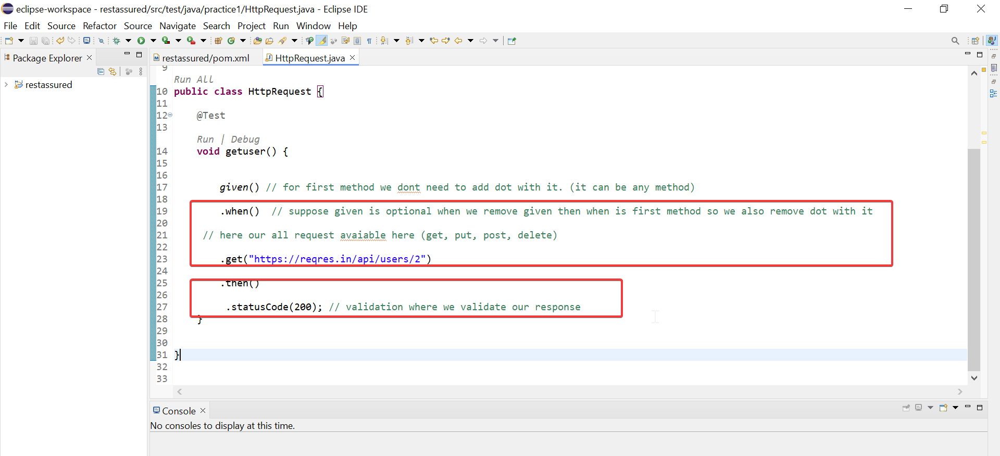 eclipse-workspace - restassured/src/test/java/practice1/HttpRequest.java - Eclipse IDE
File Edit Source Refactor Source Navigate Search Project Run Window Help
Package Explorer
restassured
restassured/pom.xml HttpRequest.java
9
Run All
10 public class HttpRequest {
11
12 @Test
13
Run | Debug
14 void getuser() {
15
16
17 given() // for first method we dont need to add dot with it. (it can be any method)
18
19 .when() // suppose given is optional when we remove given then when is first method so we also remove dot with it
20
21 // here our all request avaiable here (get, put, post, delete)
22
23 .get("https://reqres.in/api/users/2")
24
25 .then()
26
27 .statusCode(200); // validation where we validate our response
28 }
29
30
31 }
32
33
Console
No consoles to display at this time.